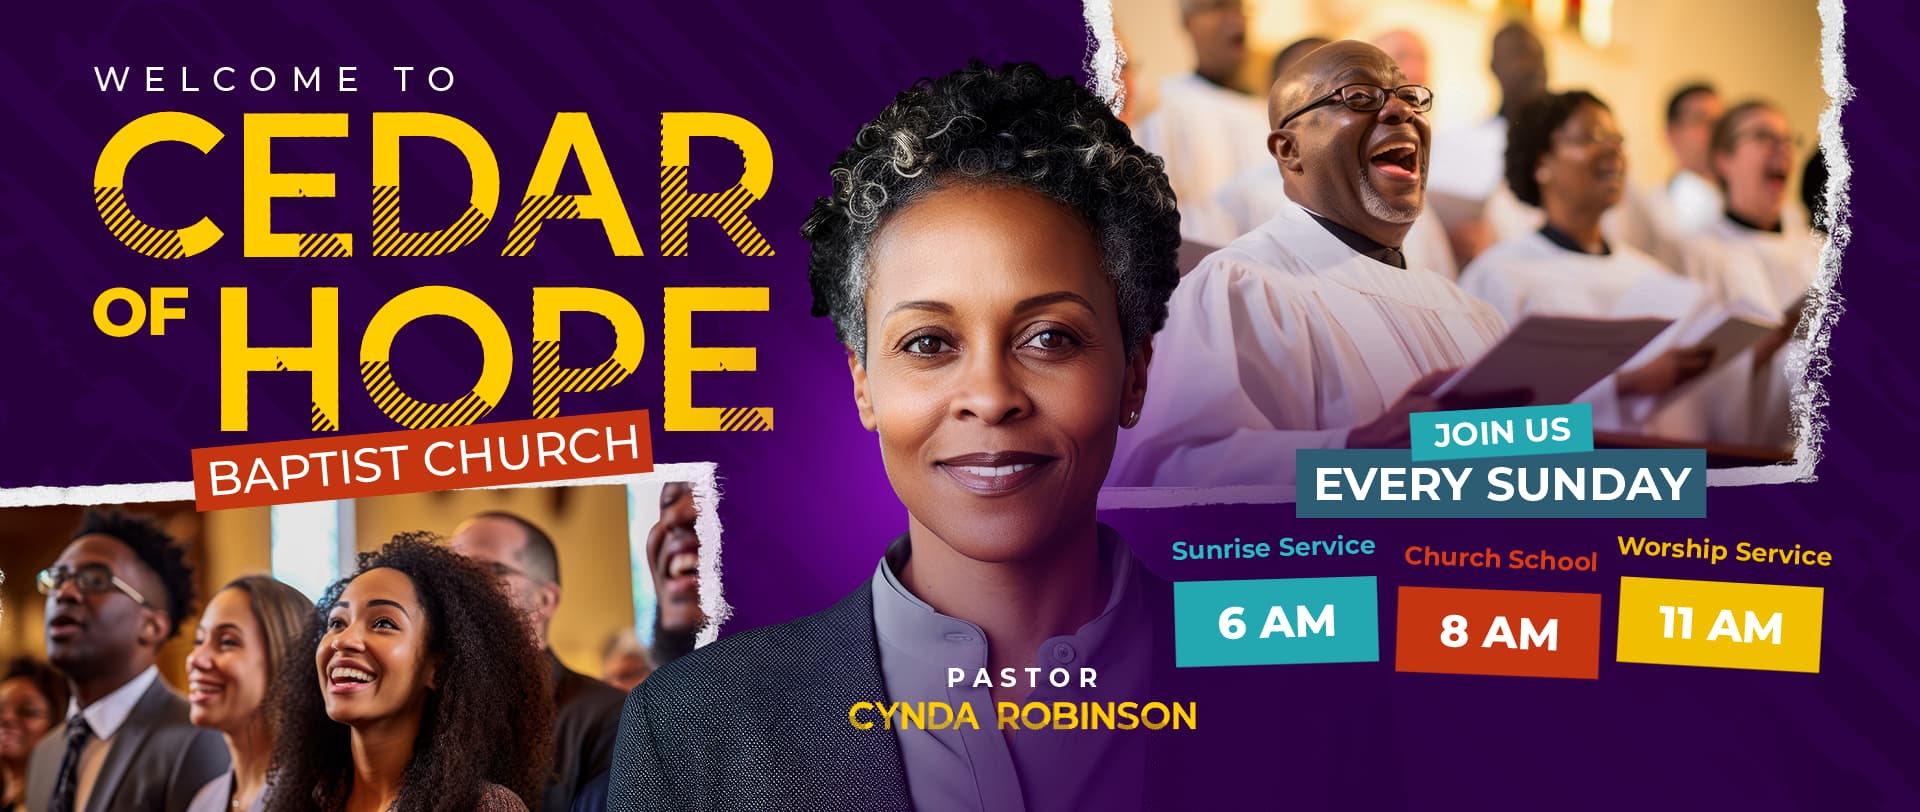 WELCOME TO
CEDAR
OF HOPE
BAPTIST CHURCH
PASTOR
CYNDA ROBINSON
JOIN US
EVERY SUNDAY
Sunrise Service
6 AM
Church School
8 AM
Worship Service
11 AM